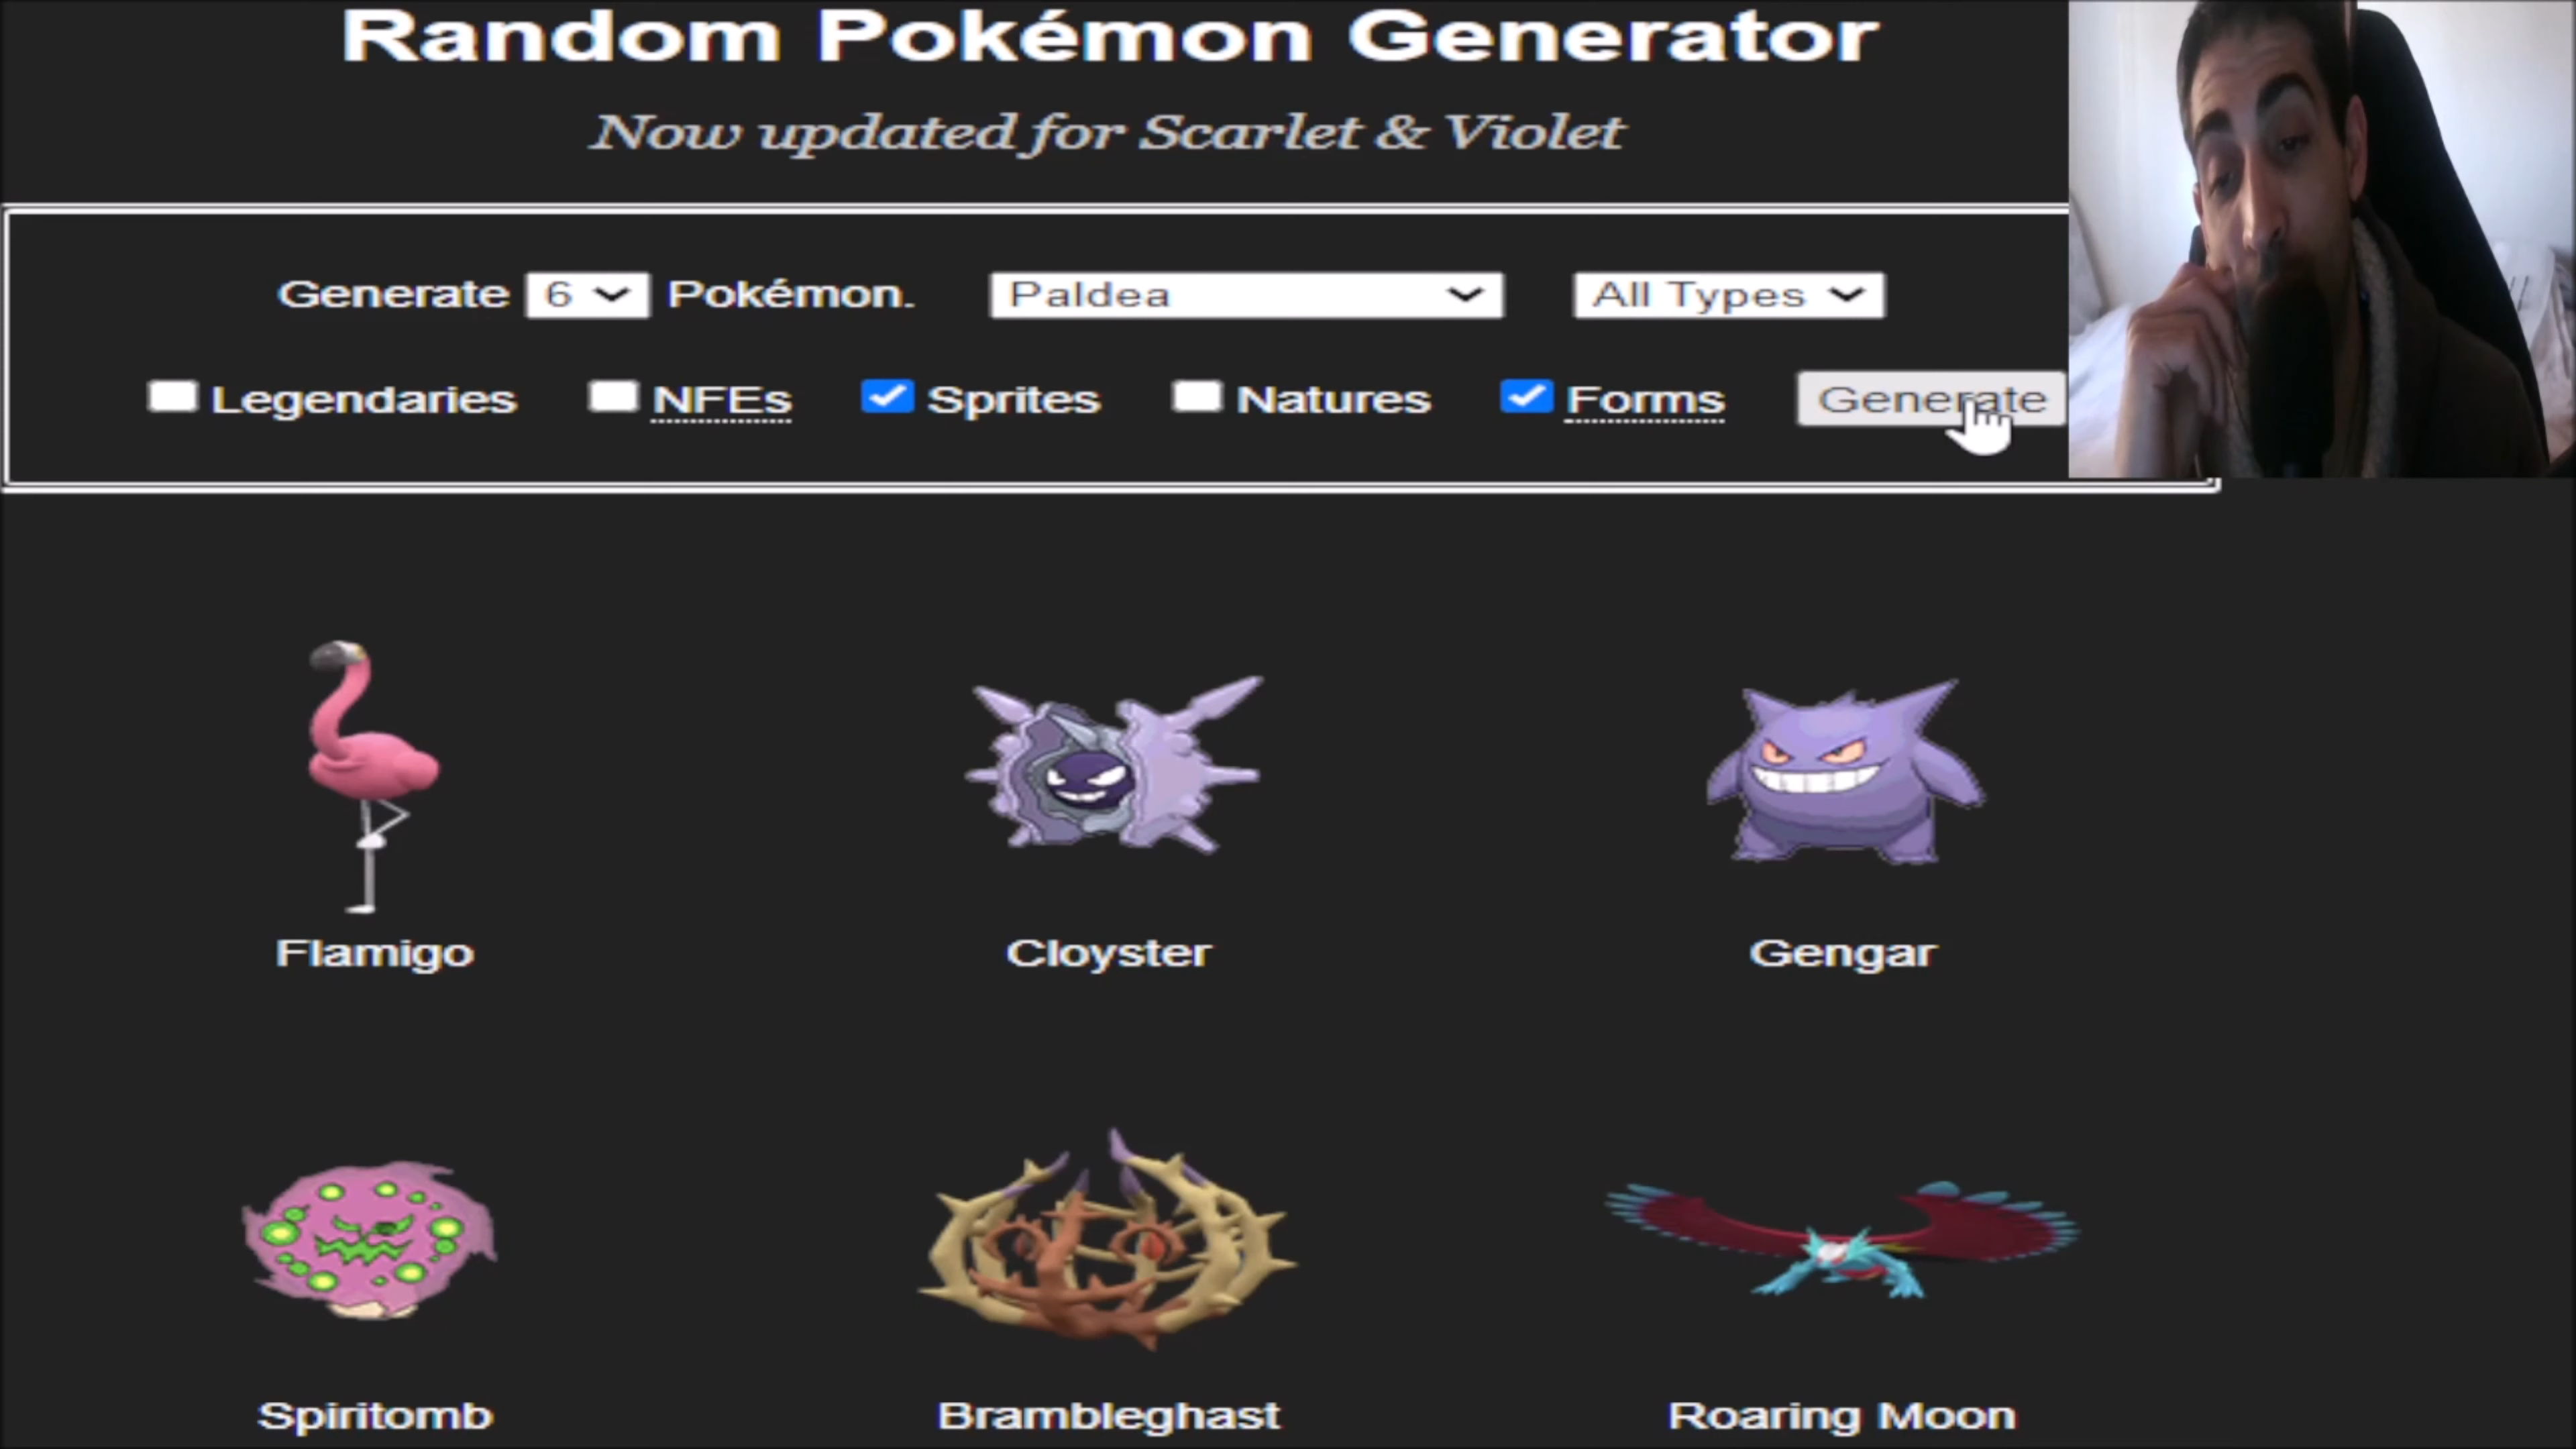 Random Pokémon Generator
Now updated for Scarlet & Violet
Generate 6 Pokémon. Paldea All Types
Legendaries NFEs Sprites Natures Forms Generate
Flamigo Cloyster Gengar
Spiritomb Brambleghast Roaring Moon